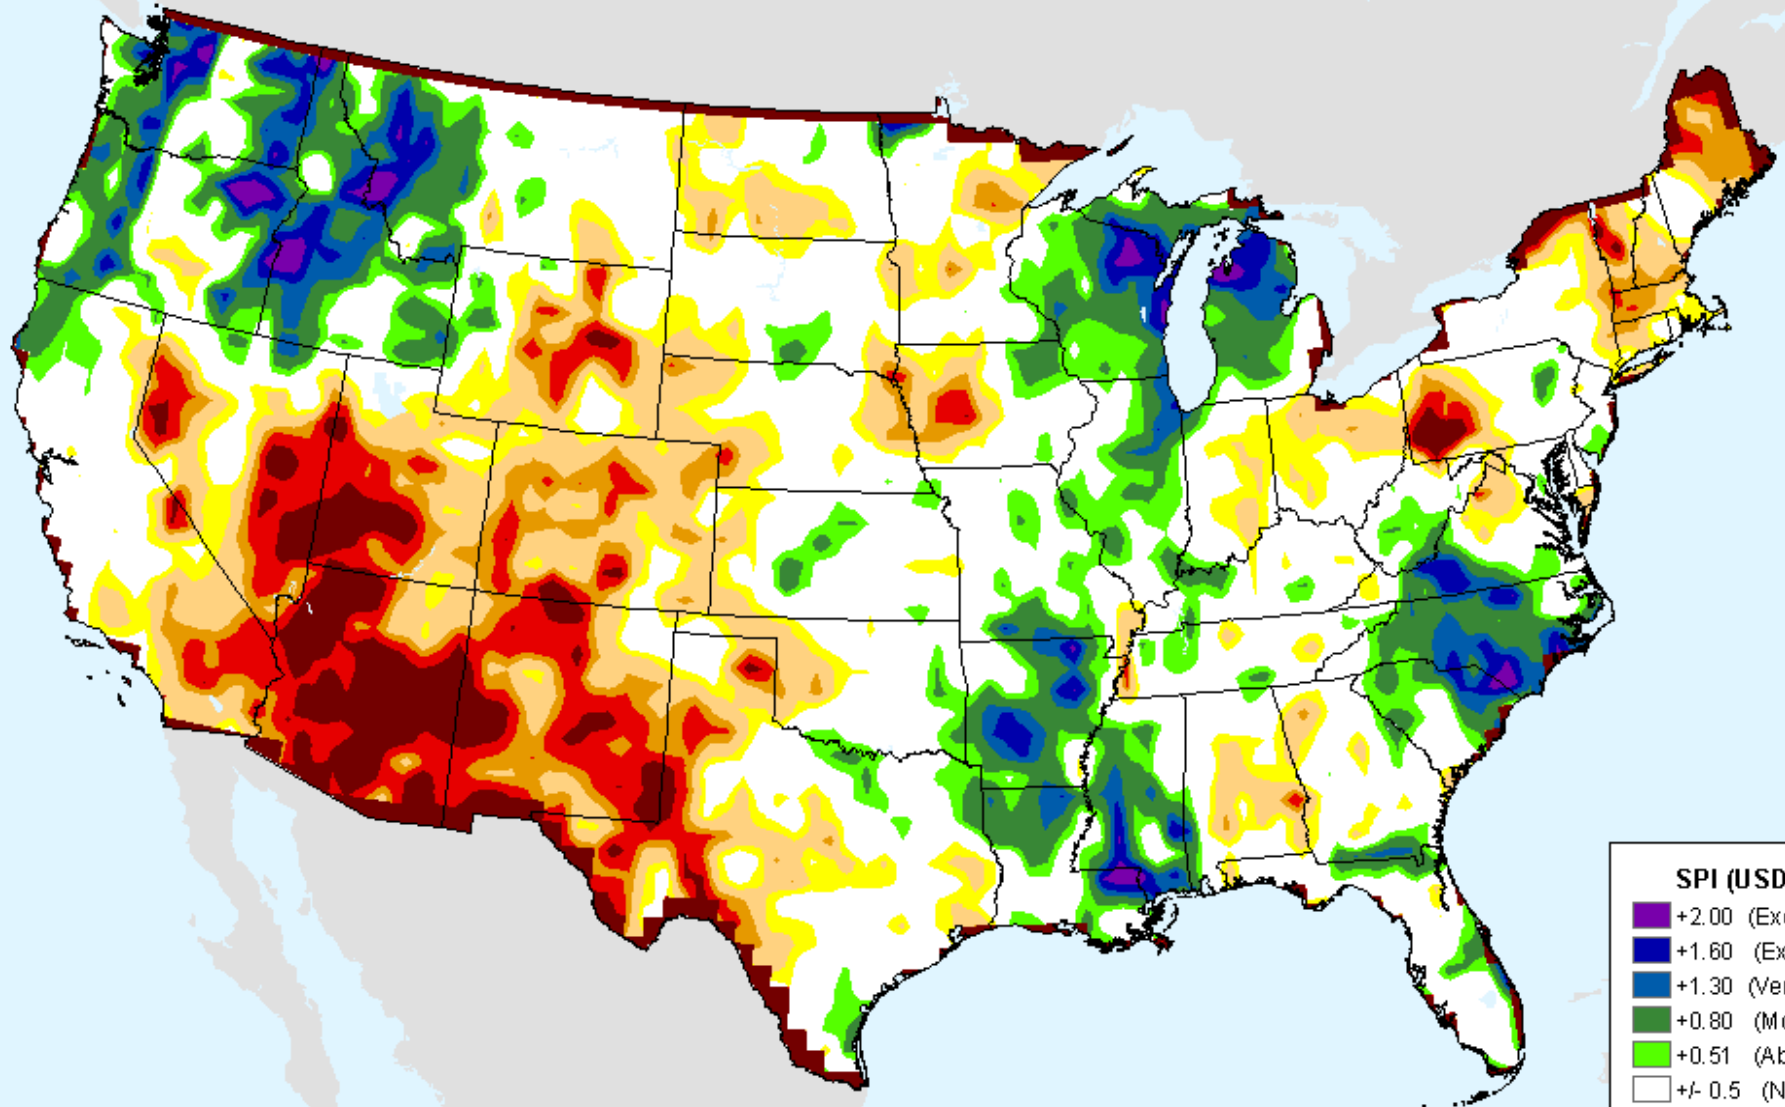 SPI (USD
+2.00 (Exc
+1.60 (Ex
+1.30 (Ver
+0.80 (Mo
+0.51 (Ab
+/- 0.5 (N